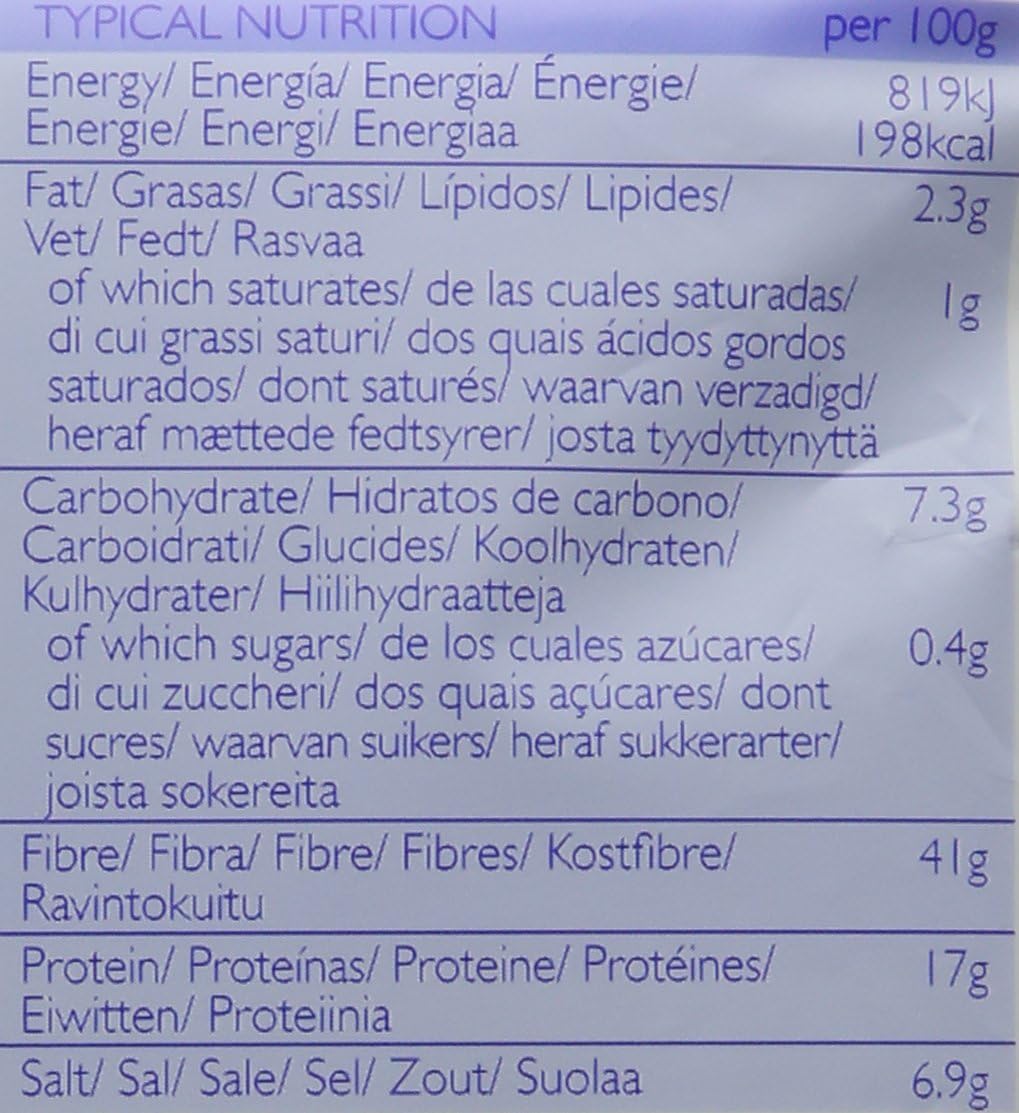 TYPICAL NUTRITION per 100g
Energy/ Energía/ Energia/ Énergie/ 819kJ
Energie/ Energi/ Energiaa 198kcal
Fat/ Grasas/ Grassi/ Lípidos/ Lipides/ 2.3g
Vet/ Fedt/ Rasvaa
of which saturates/ de las cuales saturadas/ 1g
di cui grassi saturi/ dos quais ácidos gordos
saturados/ dont saturés/ waarvan verzadigd/
heraf mættede fedtsyrer/ josta tyydyttynyttä
Carbohydrate/ Hidratos de carbono/ 7.3g
Carboidrati/ Glucides/ Koolhydraten/
Kulhydrater/ Hiilihydraatteja
of which sugars/ de los cuales azúcares/ 0.4g
di cui zuccheri/ dos quais açúcares/ dont
sucres/ waarvan suikers/ heraf sukkerarter/
joista sokereita
Fibre/ Fibra/ Fibre/ Fibres/ Kostfibre/ 41g
Ravintokuitu
Protein/ Proteínas/ Proteine/ Protéines/ 17g
Eiwitten/ Proteiinia
Salt/ Sal/ Sale/ Sel/ Zout/ Suolaa 6.9g